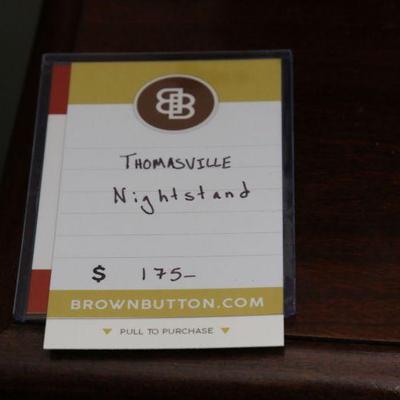 BB
THOMASVILLE
Nightstand
$ 175-
BROWNBUTTON.COM
PULL TO PURCHASE